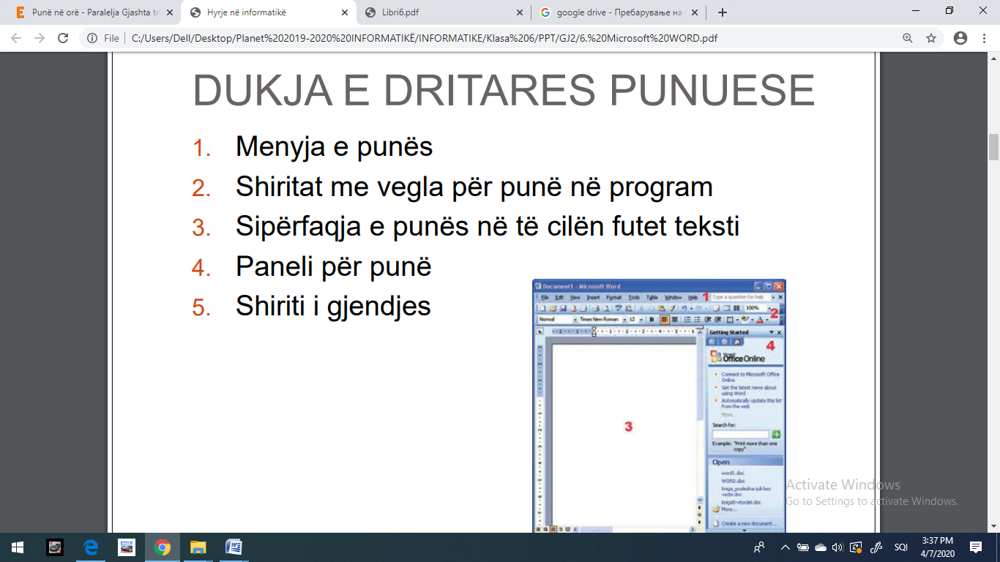 Punë në orë - Paralelja Gjashta tr
Hyrje në informatikë
Libri6.pdf
google drive - Пребарување на
File
C:/Users/Dell/Desktop/Planet%202019-2020%20INFORMATIKË/INFORMATIKE/Klasa%206/PPT/GJ2/6.%20Microsoft%20WORD.pdf
DUKJA E DRITARES PUNUESE
1. Menyja e punës
2. Shiritat me vegla për punë në program
3. Sipërfaqja e punës në të cilën futet teksti
4. Paneli për punë
5. Shiriti i gjendjes
Document1 - Microsoft Word
File Edit View Insert Format Tools Table Window Help 1 Type a question for help
100% 2
Normal Times New Roman 12 B
Getting Started
4
Microsoft
Office Online
Connect to Microsoft Office
Online
Get the latest news about
using Word
Automatically update this list
from the web
More...
3
Search for:
Example: "Print more than one
copy"
Open
word1.doc
WORD.doc
kniga_posledna-juli-bez
vezbi.doc
kniga6-vtordel.doc
More...
Create a new document...
Activate Windows
Go to Settings to activate Windows.
SQI
3:37 PM
4/7/2020